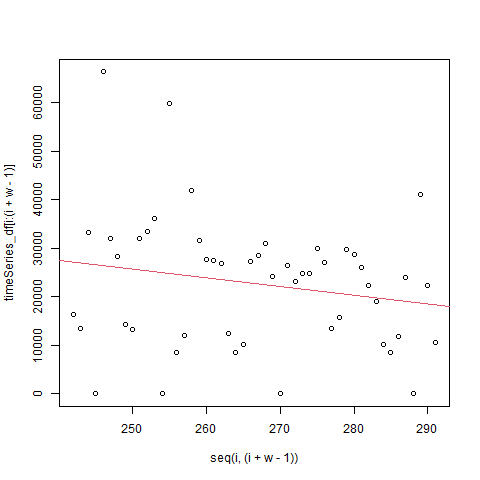 timeSeries_df[i:(i + w - 1)]
60000
50000
40000
30000
20000
10000
0
250 260 270 280 290
seq(i, (i + w - 1))